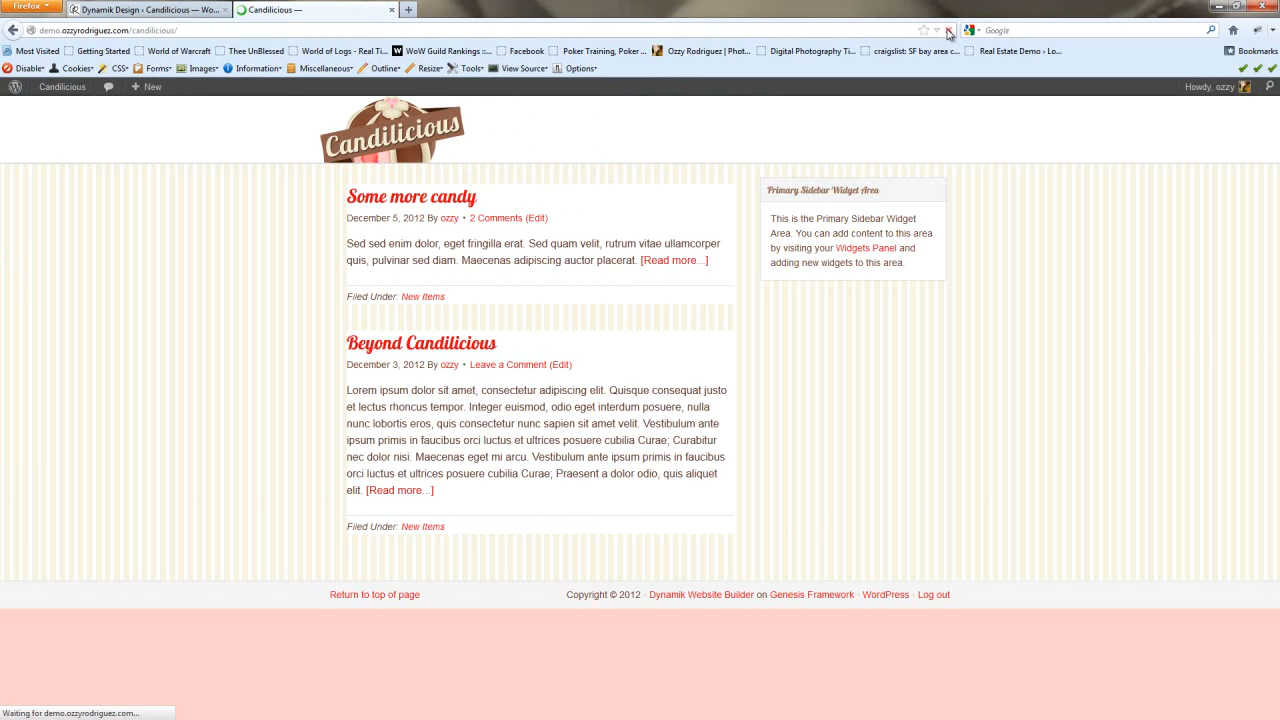 Firefox
Dynamik Design ‹ Candilicious — Wo...
Candilicious —
demo.ozzyrodriguez.com/candilicious/
Google
Most Visited
Getting Started
World of Warcraft
Thee UnBlessed
World of Logs - Real Ti...
WoW Guild Rankings ::...
Facebook
Poker Training, Poker ...
Ozzy Rodriguez | Phot...
Digital Photography Ti...
craigslist: SF bay area c...
Real Estate Demo › Lo...
Bookmarks
Disable
Cookies
CSS
Forms
Images
Information
Miscellaneous
Outline
Resize
Tools
View Source
Options
Candilicious
New
Howdy, ozzy
Candilicious
Some more candy
December 5, 2012 By ozzy • 2 Comments (Edit)
Sed sed enim dolor, eget fringilla erat. Sed quam velit, rutrum vitae ullamcorper
quis, pulvinar sed diam. Maecenas adipiscing auctor placerat. [Read more...]
Filed Under: New Items
Primary Sidebar Widget Area
This is the Primary Sidebar Widget
Area. You can add content to this area
by visiting your Widgets Panel and
adding new widgets to this area.
Beyond Candilicious
December 3, 2012 By ozzy • Leave a Comment (Edit)
Lorem ipsum dolor sit amet, consectetur adipiscing elit. Quisque consequat justo
et lectus rhoncus tempor. Integer euismod, odio eget interdum posuere, nulla
nunc lobortis eros, quis consectetur nunc sapien sit amet velit. Vestibulum ante
ipsum primis in faucibus orci luctus et ultrices posuere cubilia Curae; Curabitur
nec dolor nisi. Maecenas eget mi arcu. Vestibulum ante ipsum primis in faucibus
orci luctus et ultrices posuere cubilia Curae; Praesent a dolor odio, quis aliquet
elit. [Read more...]
Filed Under: New Items
Return to top of page
Copyright © 2012 · Dynamik Website Builder on Genesis Framework · WordPress · Log out
Waiting for demo.ozzyrodriguez.com...